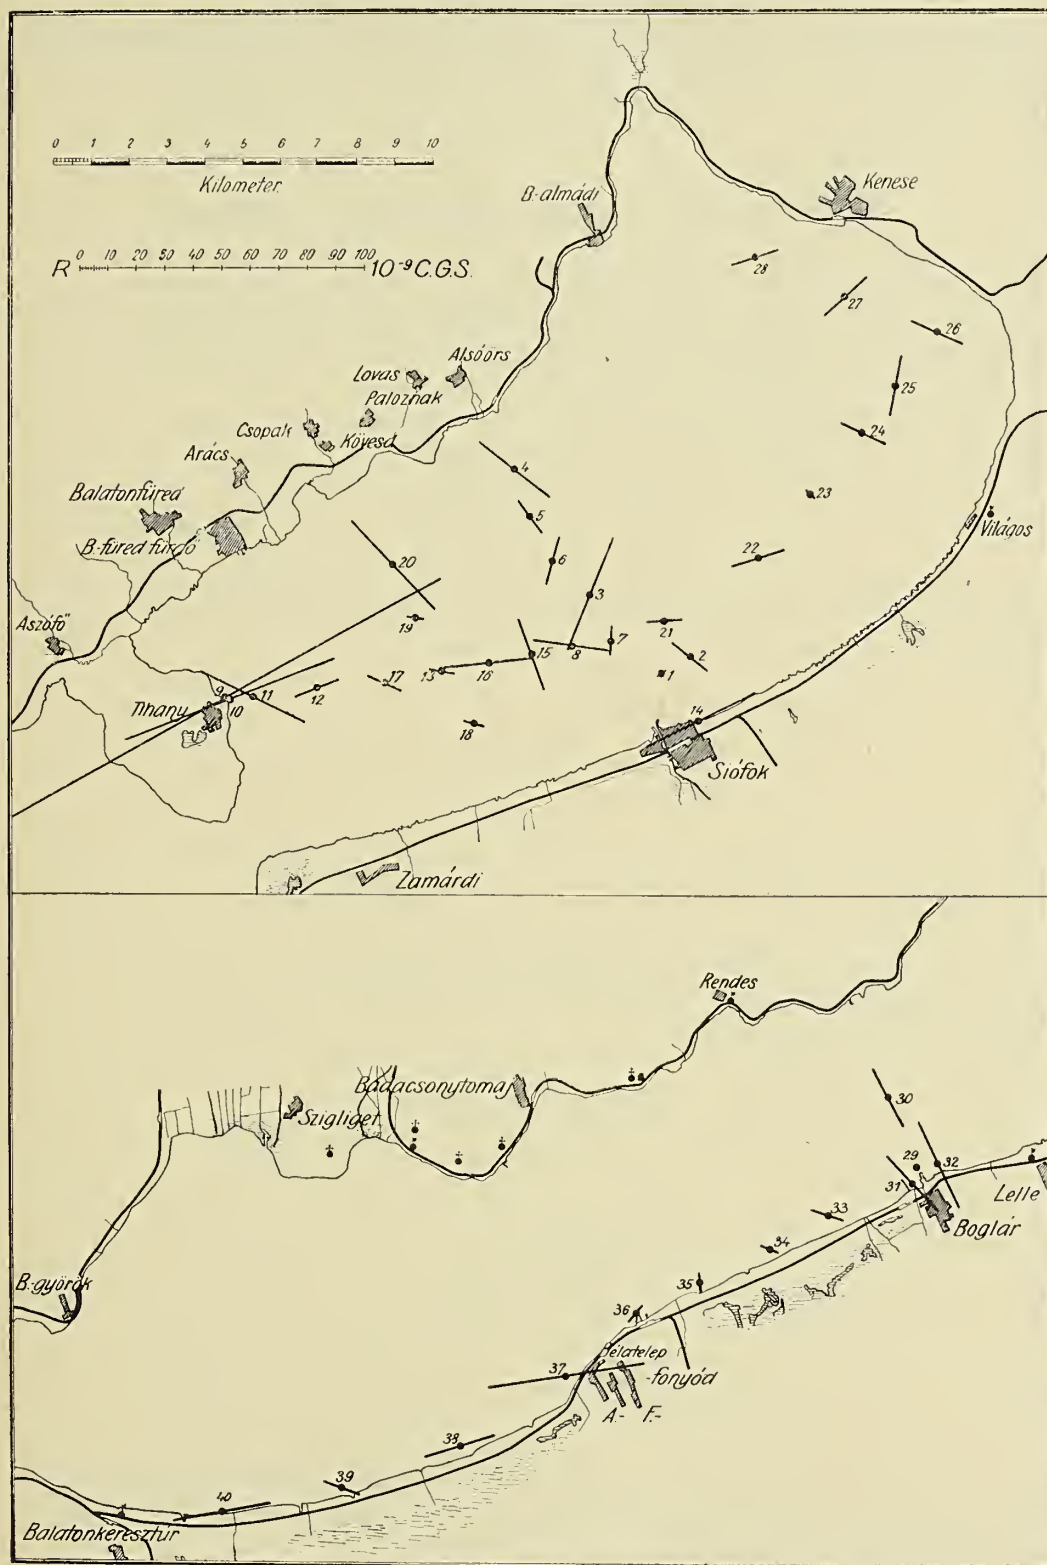 0 1 2 3 4 5 6 7 8 9 10
Kilometer.
0 10 20 30 40 50 60 70 80 90 100
R 10⁻⁹ C.G.S.
B.-almádi
Kenese
28
27
26
25
24
23
22
Világos
Alsóörs
Lovas
Paloznak
Csopak
Kövesd
Arács
Balatonfüred
B.-füred fürdő
Aszófő
4
5
20
6
3
19
7
21
15
8
2
13
16
1
17
9
11
12
10
Tihany
18
14
Siófok
Zamárdi
Rendes
Badacsonytomaj
Szigliget
30
29
32
31
Lelle
33
Boglár
34
35
B.-györök
36
Bélatelep
37
-fonyód
A.- F.-
38
39
40
Balatonkeresztúr